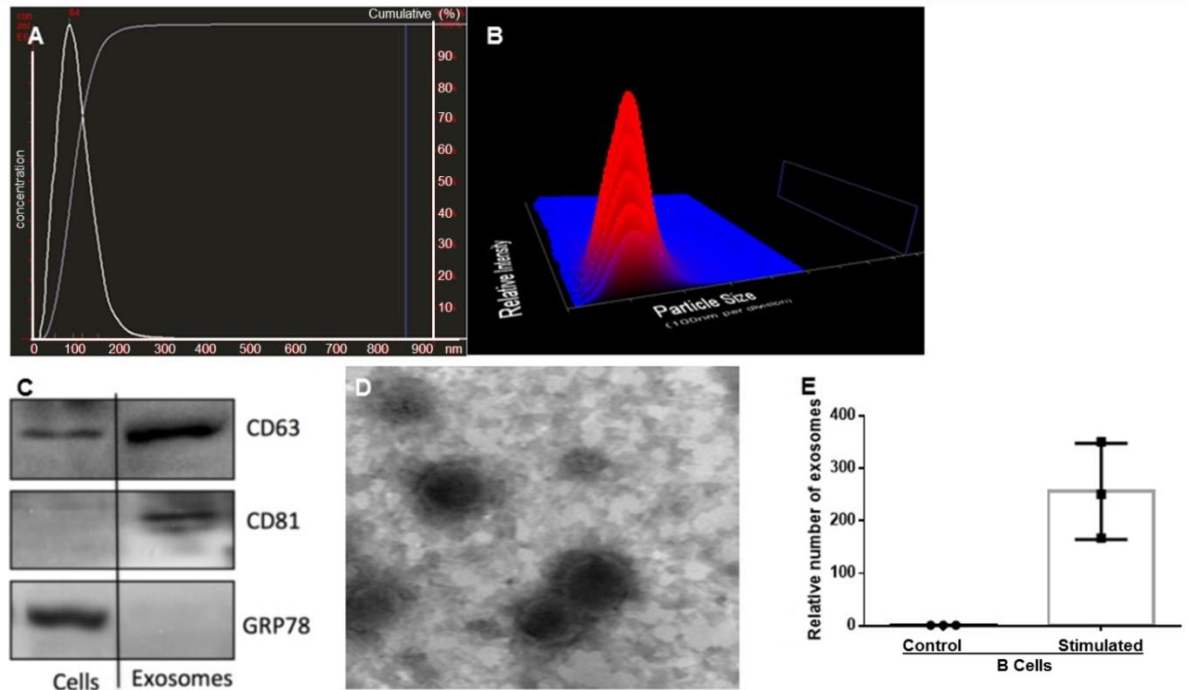 A
Cumulative (%)
84
concentration
90
80
70
60
50
40
30
20
10
0 100 200 300 400 500 600 700 800 900 nm
B
Relative Intensity
Particle Size
(100nm per division)
C
CD63
CD81
GRP78
Cells Exosomes
D
E
Relative number of exosomes
400
300
200
100
0
Control Stimulated
B Cells